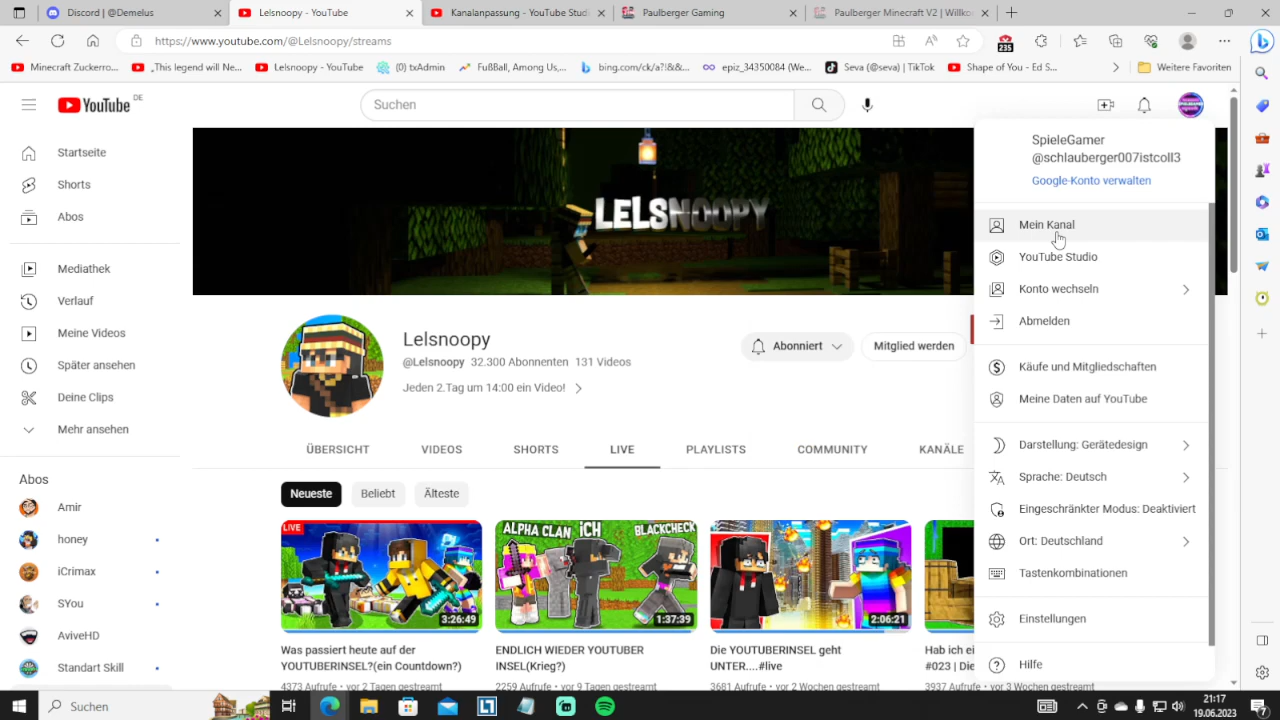 Discord | @Demelus
Lelsnoopy - YouTube
Kanalanpassung - YouTube Stud
Paulberger Gaming
Paulberger Minecraft V2 | Willko
https://www.youtube.com/@Lelsnoopy/streams
235
Minecraft Zuckerro...
„This legend will Ne...
Lelsnoopy - YouTube
(0) txAdmin
Fußball, Among Us,...
bing.com/ck/a?!&&...
epiz_34350084 (We...
Seva (@seva) | TikTok
Shape of You - Ed S...
Weitere Favoriten
YouTube DE
Suchen
Startseite
Shorts
Abos
Mediathek
Verlauf
Meine Videos
Später ansehen
Deine Clips
Mehr ansehen
Abos
Amir
honey
iCrimax
SYou
AviveHD
Standart Skill
LELSNOOPY
Lelsnoopy
@Lelsnoopy 32.300 Abonnenten 131 Videos
Jeden 2.Tag um 14:00 ein Video!
Abonniert
Mitglied werden
ÜBERSICHT
VIDEOS
SHORTS
LIVE
PLAYLISTS
COMMUNITY
KANÄLE
Neueste
Beliebt
Älteste
LIVE
3:26:49
Was passiert heute auf der
YOUTUBERINSEL?(ein Countdown?)
4373 Aufrufe • vor 2 Tagen gestreamt
ALPHA CLAN
iCH
BLACKCHECK
1:37:39
ENDLICH WIEDER YOUTUBER
INSEL(Krieg?)
2259 Aufrufe • vor 9 Tagen gestreamt
2:06:21
Die YOUTUBERINSEL geht
UNTER....#live
3681 Aufrufe • vor 2 Wochen gestreamt
Hab ich ei
#023 | Die
3937 Aufrufe • vor 3 Wochen gestreamt
SpieleGamer
@schlauberger007istcoll3
Google-Konto verwalten
Mein Kanal
YouTube Studio
Konto wechseln
Abmelden
Käufe und Mitgliedschaften
Meine Daten auf YouTube
Darstellung: Gerätedesign
Sprache: Deutsch
Eingeschränkter Modus: Deaktiviert
Ort: Deutschland
Tastenkombinationen
Einstellungen
Hilfe
Suchen
21:17
19.06.2023
7